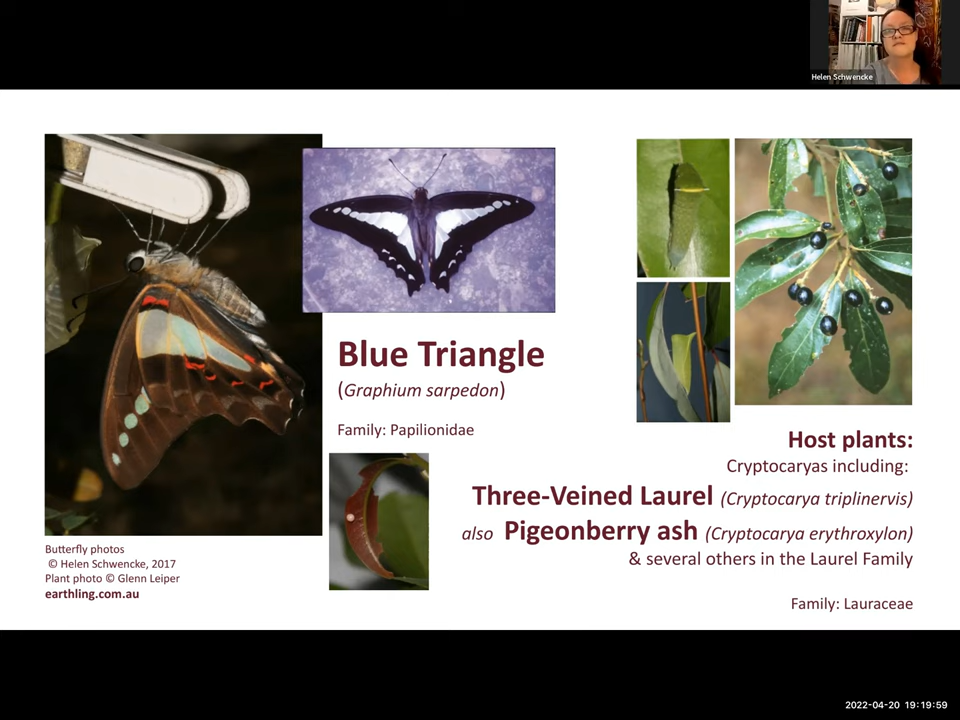 Helen Schwencke
Blue Triangle
(Graphium sarpedon)
Family: Papilionidae
Host plants:
Cryptocaryas including:
Three-Veined Laurel (Cryptocarya triplinervis)
also Pigeonberry ash (Cryptocarya erythroxylon)
& several others in the Laurel Family
Family: Lauraceae
Butterfly photos
© Helen Schwencke, 2017
Plant photo © Glenn Leiper
earthling.com.au
2022-04-20 19:19:59